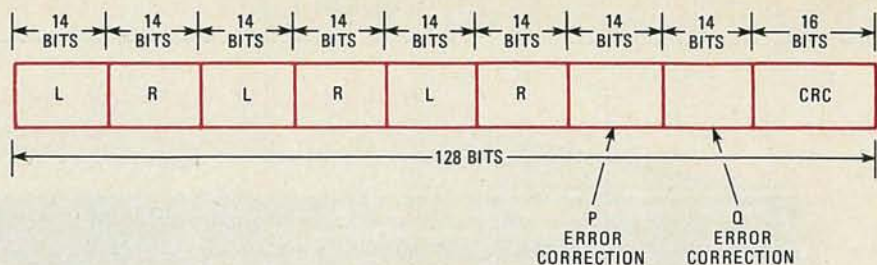 14 14 14 14 14 14 14 14 16
BITS BITS BITS BITS BITS BITS BITS BITS BITS
L R L R L R CRC
128 BITS
P Q
ERROR ERROR
CORRECTION CORRECTION